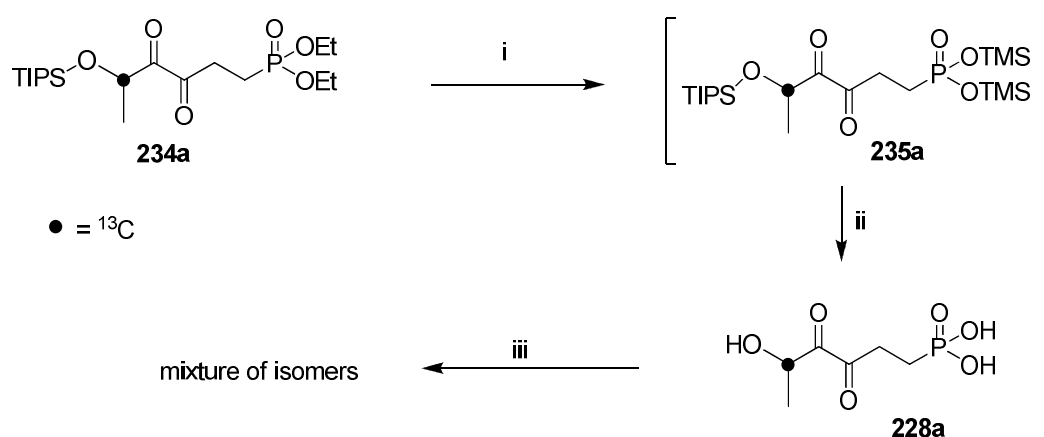 O
O
O
OEt
P
OEt
TIPS
O
234a
i
O
O
O
OTMS
P
OTMS
TIPS
O
235a
● = ¹³C
ii
O
O
HO
OH
P
OH
O
228a
iii
mixture of isomers